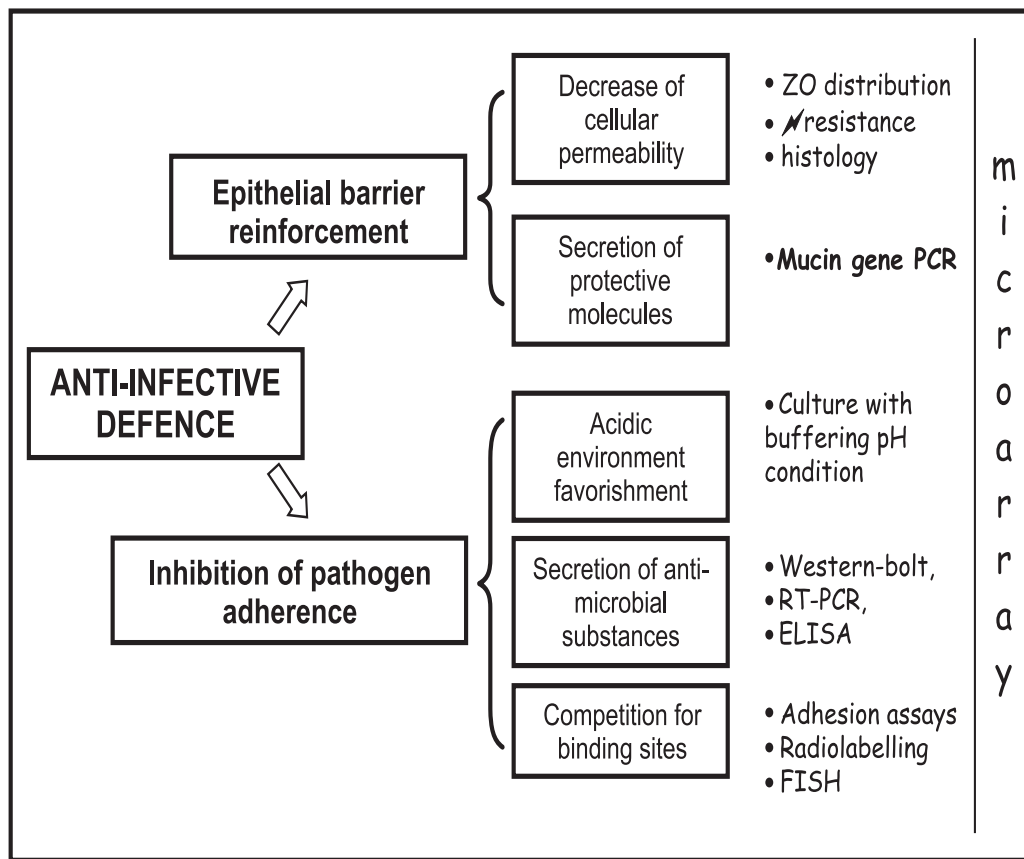 Decrease of
cellular
permeability
• ZO distribution
• resistance
• histology
Epithelial barrier
reinforcement
Secretion of
protective
molecules
• Mucin gene PCR
ANTI-INFECTIVE
DEFENCE
Acidic
environment
favorishment
• Culture with
buffering pH
condition
Inhibition of pathogen
adherence
Secretion of anti-
microbial
substances
• Western-bolt,
• RT-PCR,
• ELISA
Competition for
binding sites
• Adhesion assays
• Radiolabelling
• FISH
microarray